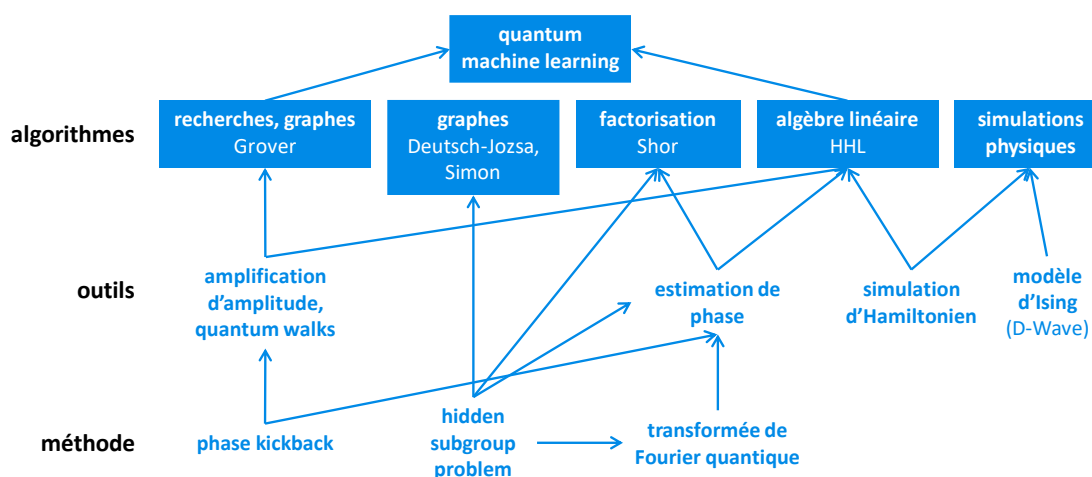 quantum
machine learning
algorithmes
recherches, graphes
Grover
graphes
Deutsch-Jozsa,
Simon
factorisation
Shor
algèbre linéaire
HHL
simulations
physiques
outils
amplification
d'amplitude,
quantum walks
estimation de
phase
simulation
d'Hamiltonien
modèle
d'Ising
(D-Wave)
méthode
phase kickback
hidden
subgroup
problem
transformée de
Fourier quantique